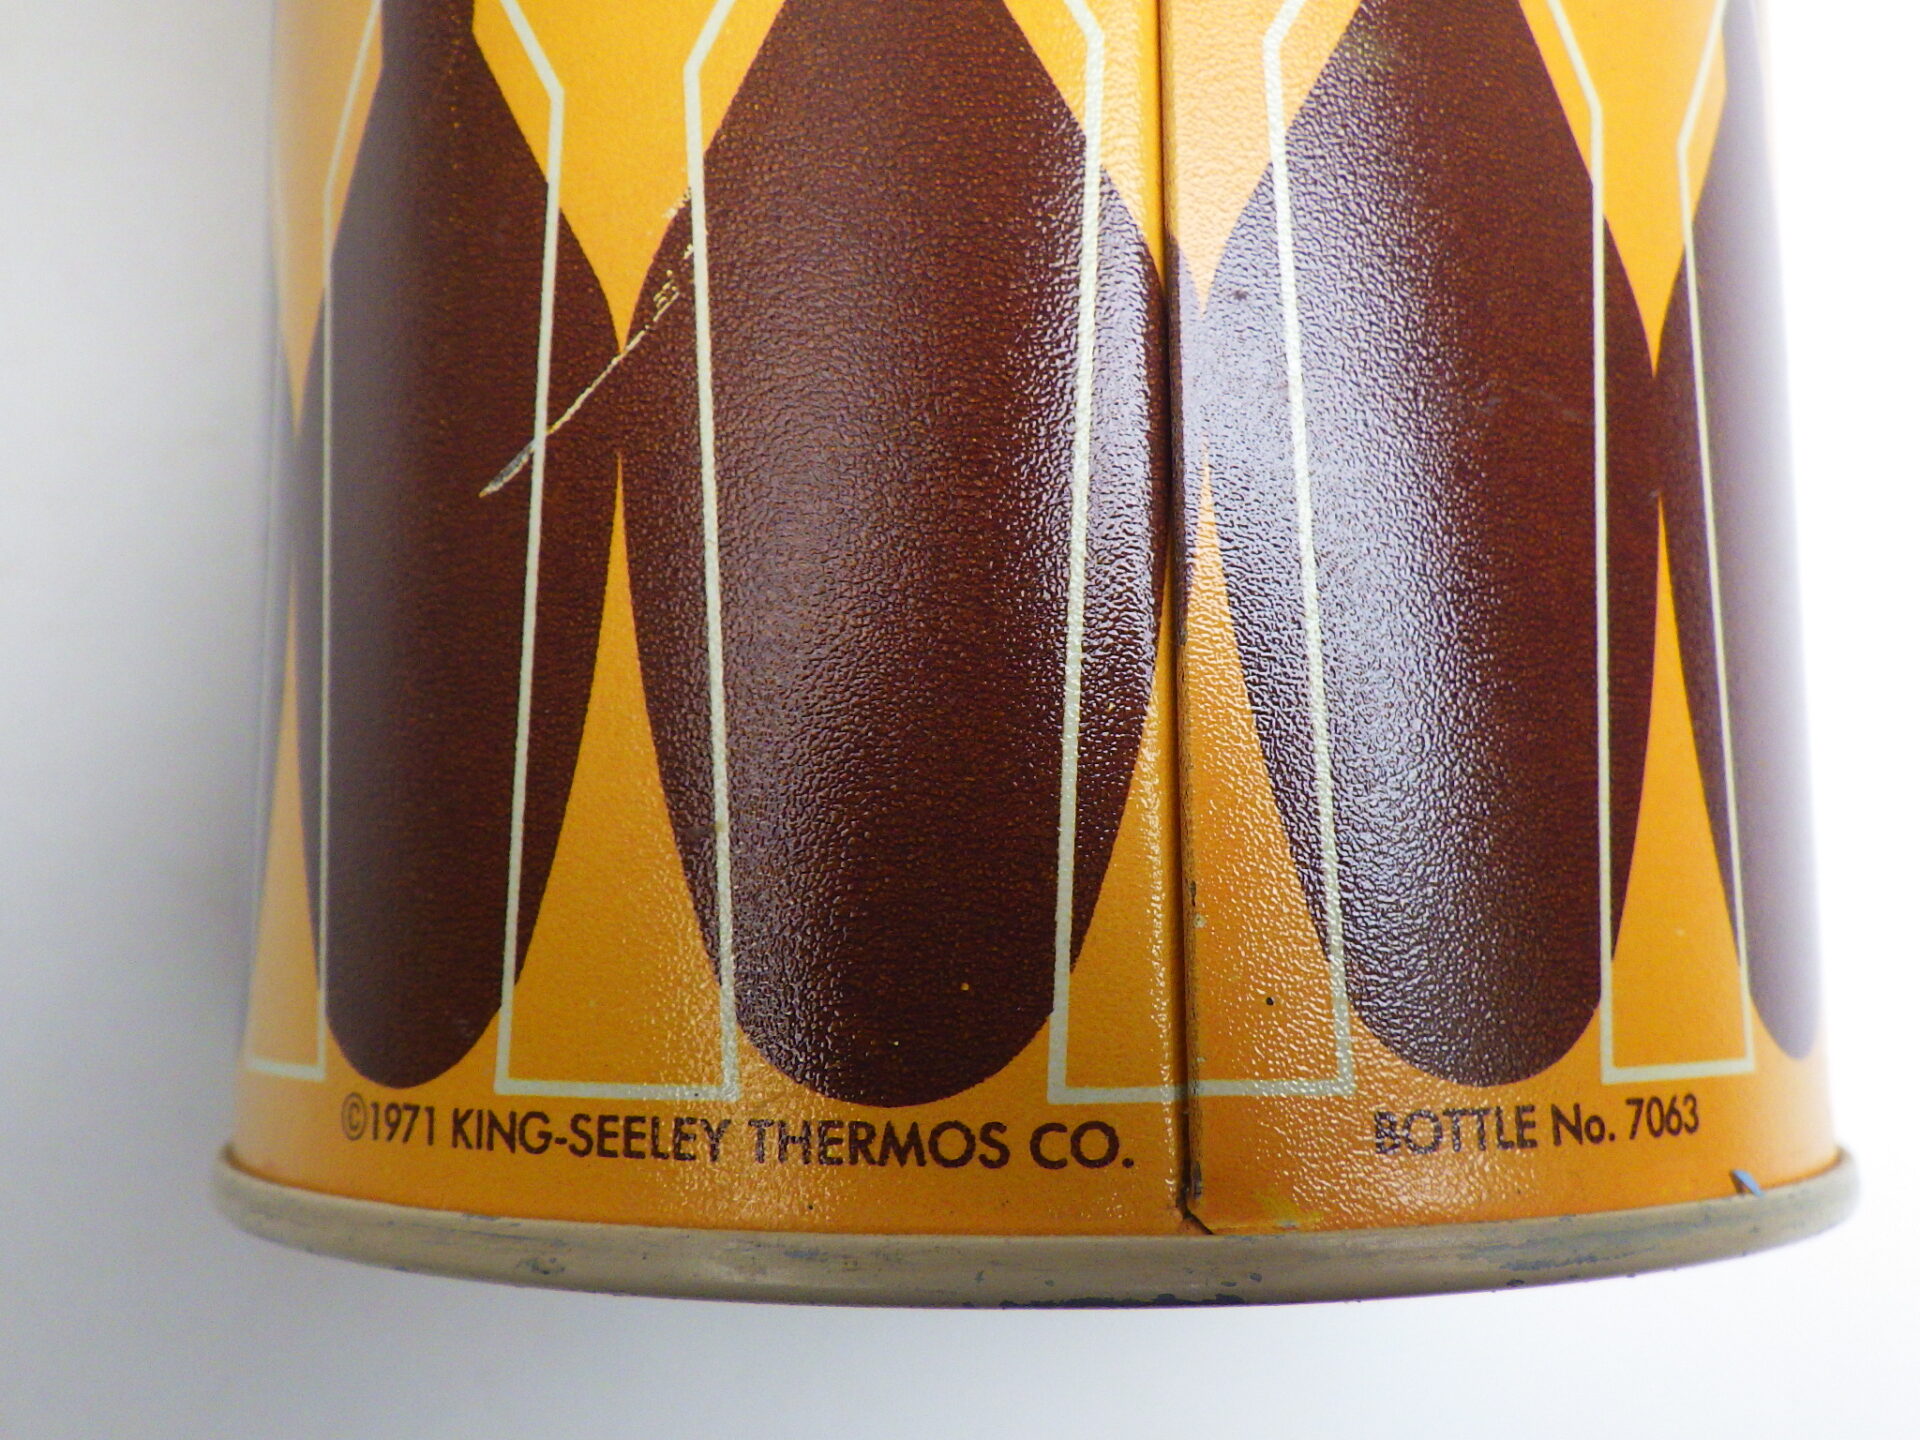 ©1971 KING-SEELEY THERMOS CO.
BOTTLE No. 7063